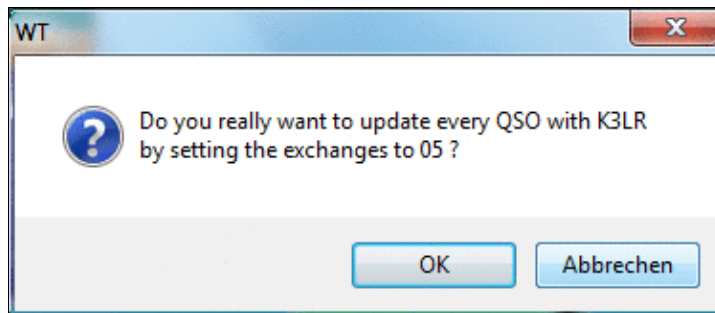 WT
Do you really want to update every QSO with K3LR
by setting the exchanges to 05 ?
OK
Abbrechen